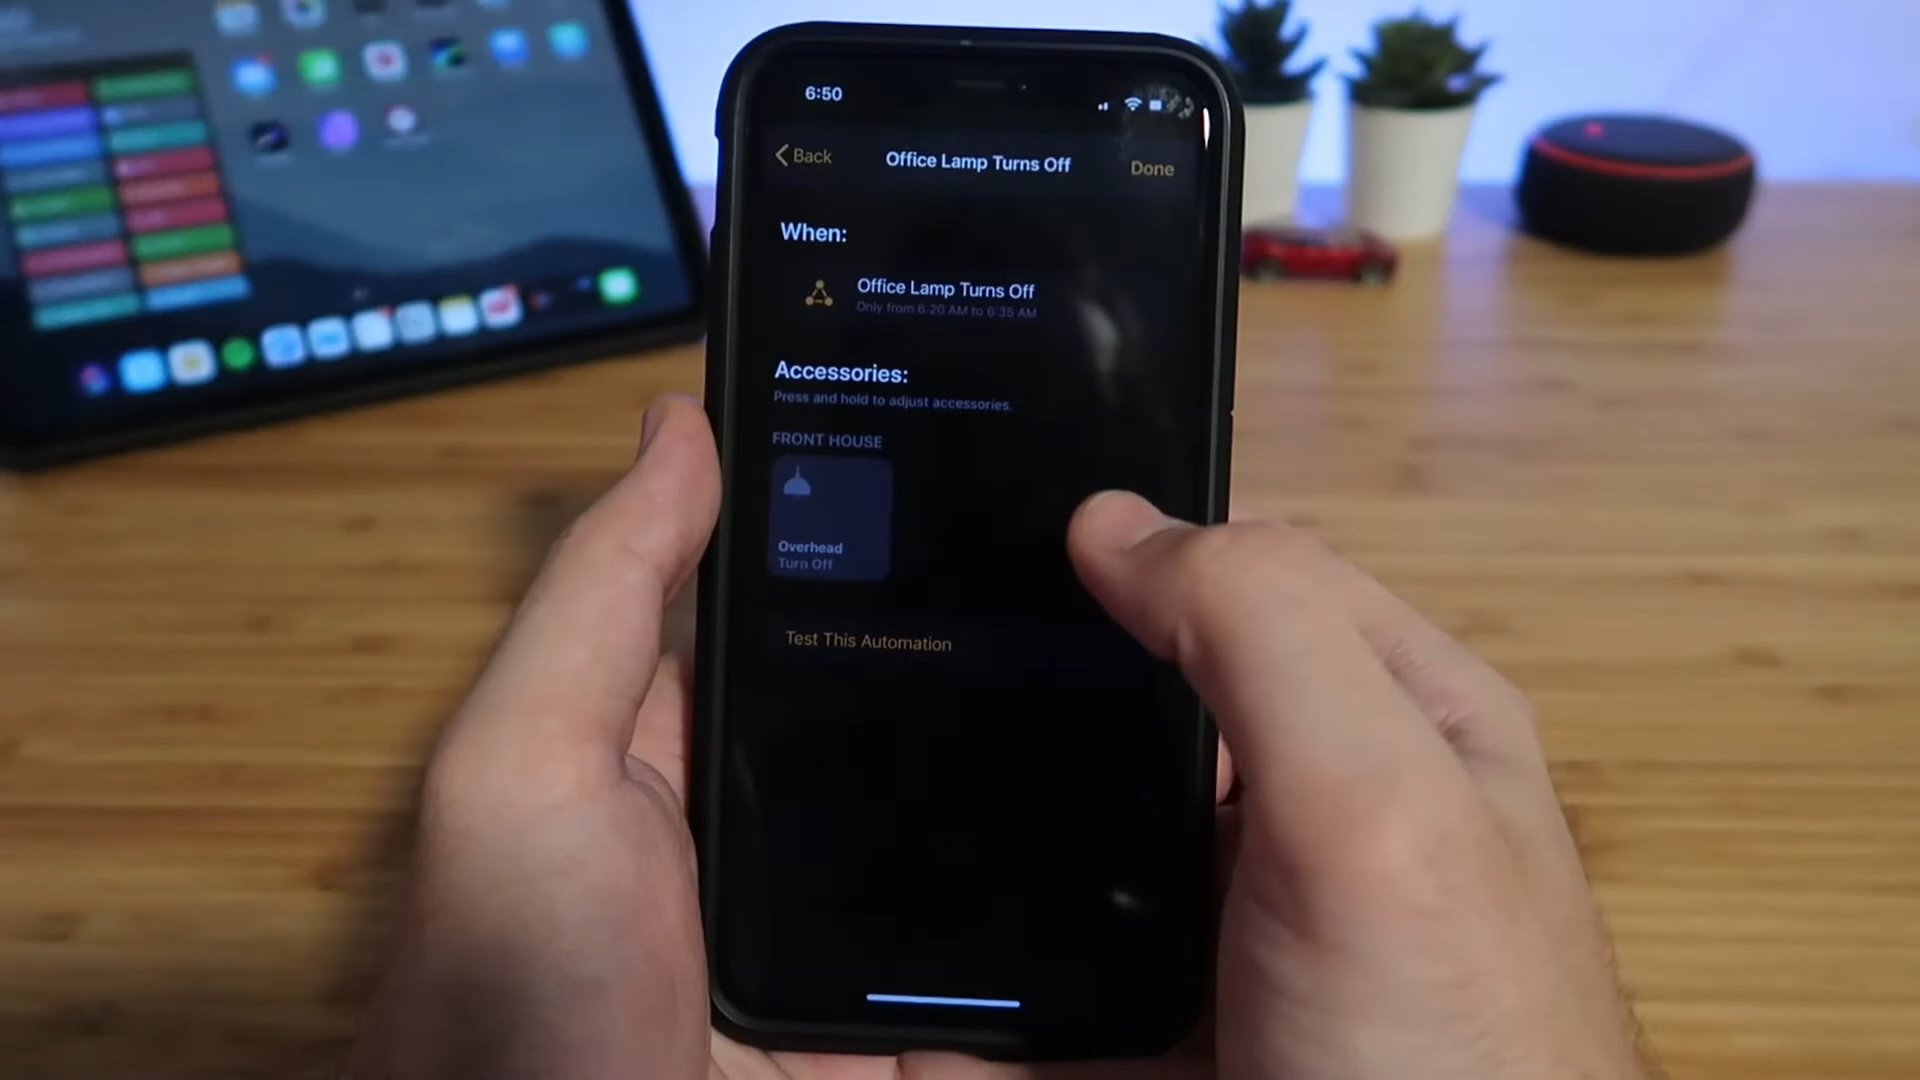 6:50
Back
Office Lamp Turns Off
Done
When:
Office Lamp Turns Off
Only from 6:20 AM to 6:35 AM
Accessories:
Press and hold to adjust accessories.
FRONT HOUSE
Overhead
Turn Off
Test This Automation